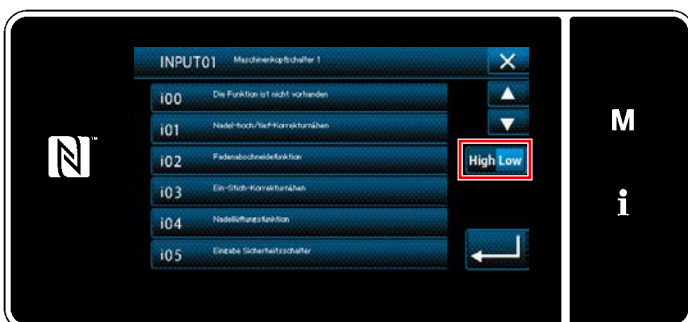 INPUT01 Maschinenkopfschalter 1
i00 Die Funktion ist nicht vorhanden
i01 Nadel-hoch/Tief-Korrekturnähen
i02 Fadenabschneidefunktion
High Low
i03 Ein-Stich-Korrekturnähen
i04 Nadellüftungsfunktion
i05 Eingabe Sicherheitsschalter
M
i